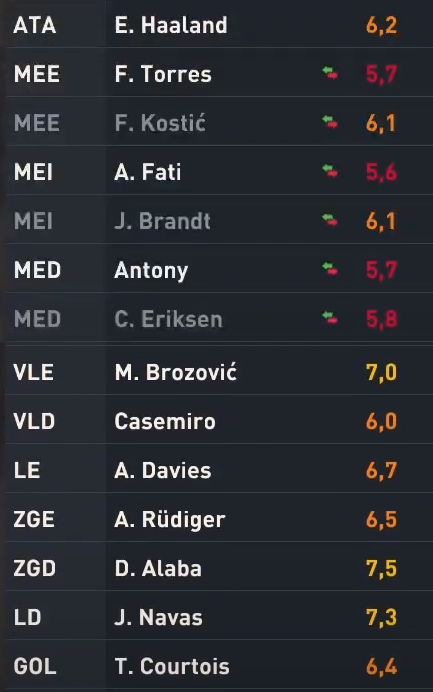 ATA E. Haaland 6,2
MEE F. Torres 5,7
MEE F. Kostić 6,1
MEI A. Fati 5,6
MEI J. Brandt 6,1
MED Antony 5,7
MED C. Eriksen 5,8
VLE M. Brozović 7,0
VLD Casemiro 6,0
LE A. Davies 6,7
ZGE A. Rüdiger 6,5
ZGD D. Alaba 7,5
LD J. Navas 7,3
GOL T. Courtois 6,4